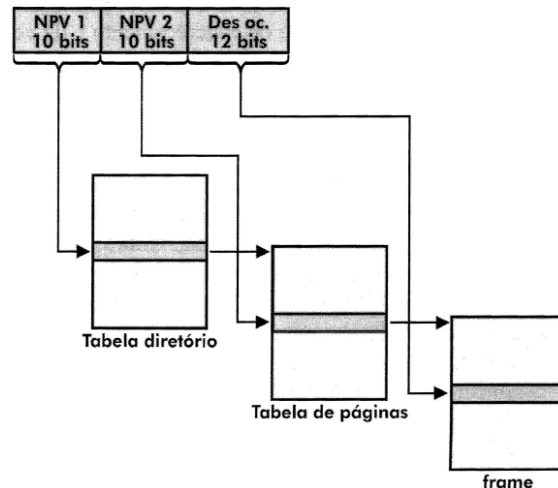 NPV 1
10 bits
NPV 2
10 bits
Des oc.
12 bits
Tabela diretório
Tabela de páginas
frame